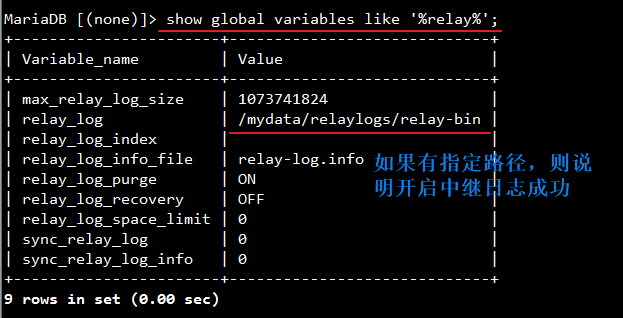 MariaDB [(none)]> show global variables like '%relay%';
+-----------------------+-----------------------------+
| Variable_name | Value |
+-----------------------+-----------------------------+
| max_relay_log_size | 1073741824 |
| relay_log | /mydata/relaylogs/relay-bin |
| relay_log_index | |
| relay_log_info_file | relay-log.info |
| relay_log_purge | ON |
| relay_log_recovery | OFF |
| relay_log_space_limit | 0 |
| sync_relay_log | 0 |
| sync_relay_log_info | 0 |
+-----------------------+-----------------------------+
9 rows in set (0.00 sec)
如果有指定路径，则说
明开启中继日志成功